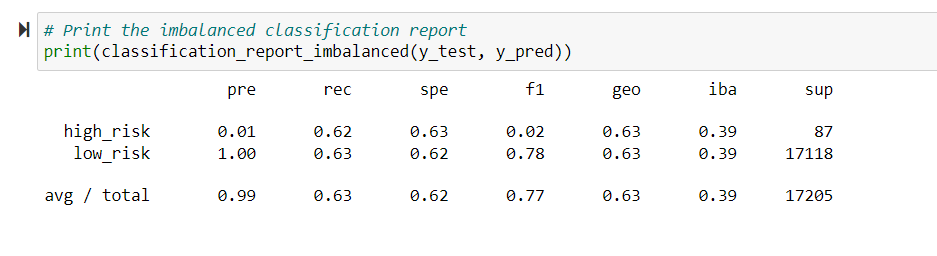 # Print the imbalanced classification report
print(classification_report_imbalanced(y_test, y_pred))
pre rec spe f1 geo iba sup
high_risk 0.01 0.62 0.63 0.02 0.63 0.39 87
low_risk 1.00 0.63 0.62 0.78 0.63 0.39 17118
avg / total 0.99 0.63 0.62 0.77 0.63 0.39 17205